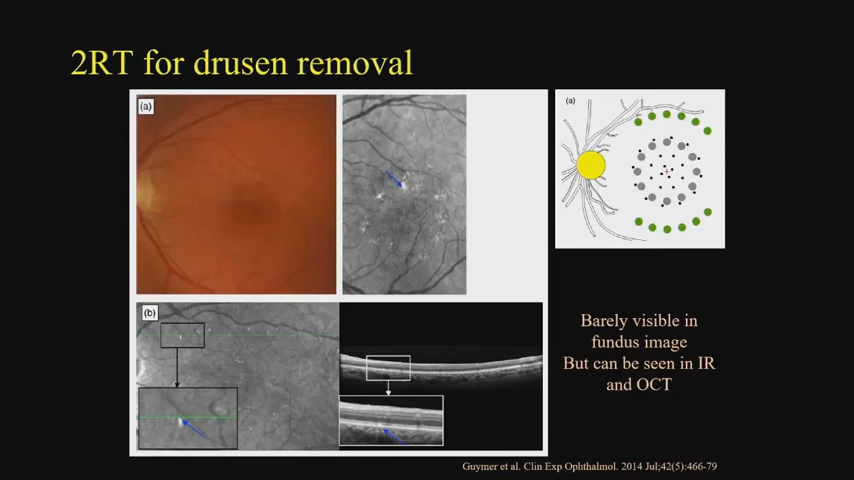 2RT for drusen removal
(a)
(a)
(b)
Barely visible in
fundus image
But can be seen in IR
and OCT
Guymer et al. Clin Exp Ophthalmol. 2014 Jul;42(5):466-79